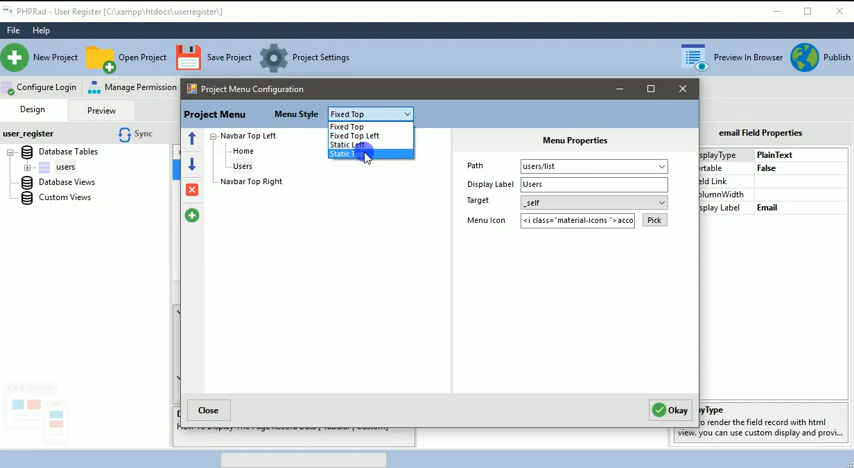 PHPRad - User Register [C:\xampp\htdocs\userregister\]
File Help
New Project Open Project Save Project Project Settings Preview In Browser Publish
Configure Login Manage Permission
Project Menu Configuration
Design Preview
Project Menu Menu Style Fixed Top
Fixed Top
Fixed Top Left
Static Left
Static
user_register Sync
Database Tables
users
Database Views
Custom Views
Navbar Top Left
Home
Users
Navbar Top Right
Menu Properties
Path users/list
Display Label Users
Target _self
Menu Icon <i class="material-icons ">acco Pick
email Field Properties
splayType PlainText
ortable False
eld Link
olumnWidth
splay Label Email
Close Okay
yType
to render the field record with html
view. you can use custom display and provi...